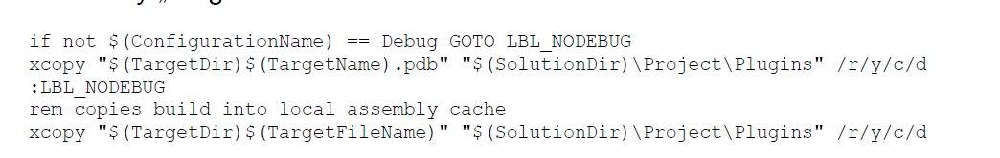 if not $(ConfigurationName) == Debug GOTO LBL_NODEBUG
xcopy "$(TargetDir)$(TargetName).pdb" "$(SolutionDir)\Project\Plugins" /r/y/c/d
:LBL_NODEBUG
rem copies build into local assembly cache
xcopy "$(TargetDir)$(TargetFileName)" "$(SolutionDir)\Project\Plugins" /r/y/c/d